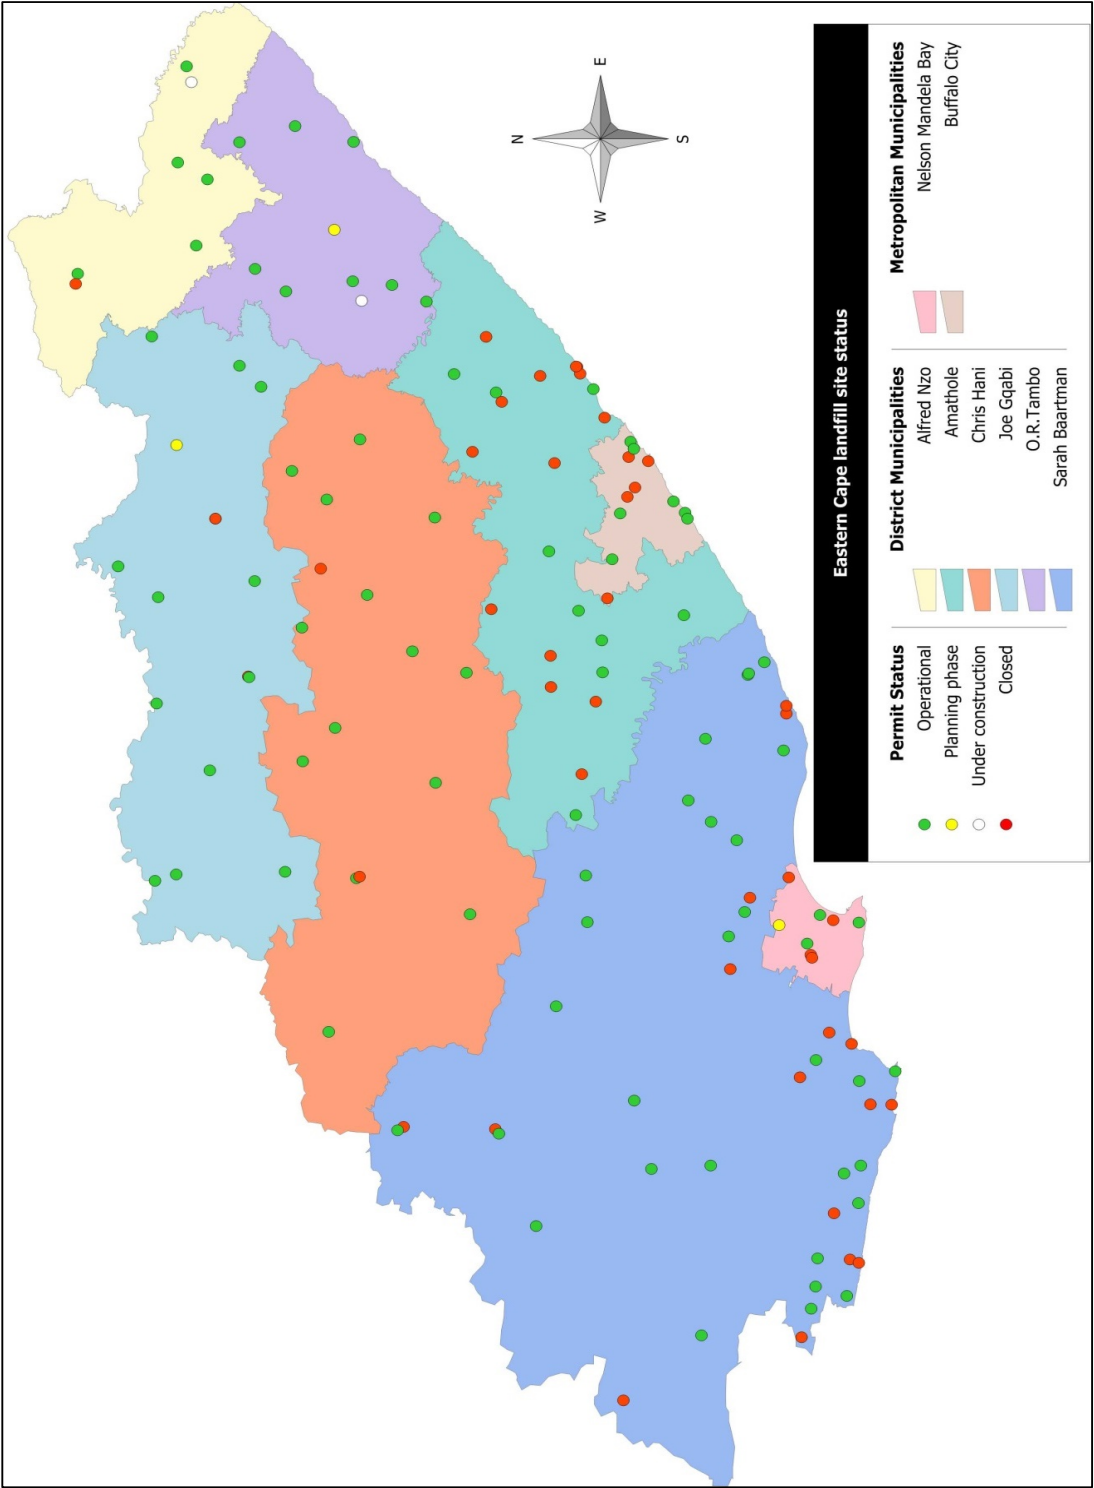 N
E
W
S
Eastern Cape landfill site status
Permit Status
Operational
Planning phase
Under construction
Closed
District Municipalities
Alfred Nzo
Amathole
Chris Hani
Joe Gqabi
O.R.Tambo
Sarah Baartman
Metropolitan Municipalities
Nelson Mandela Bay
Buffalo City